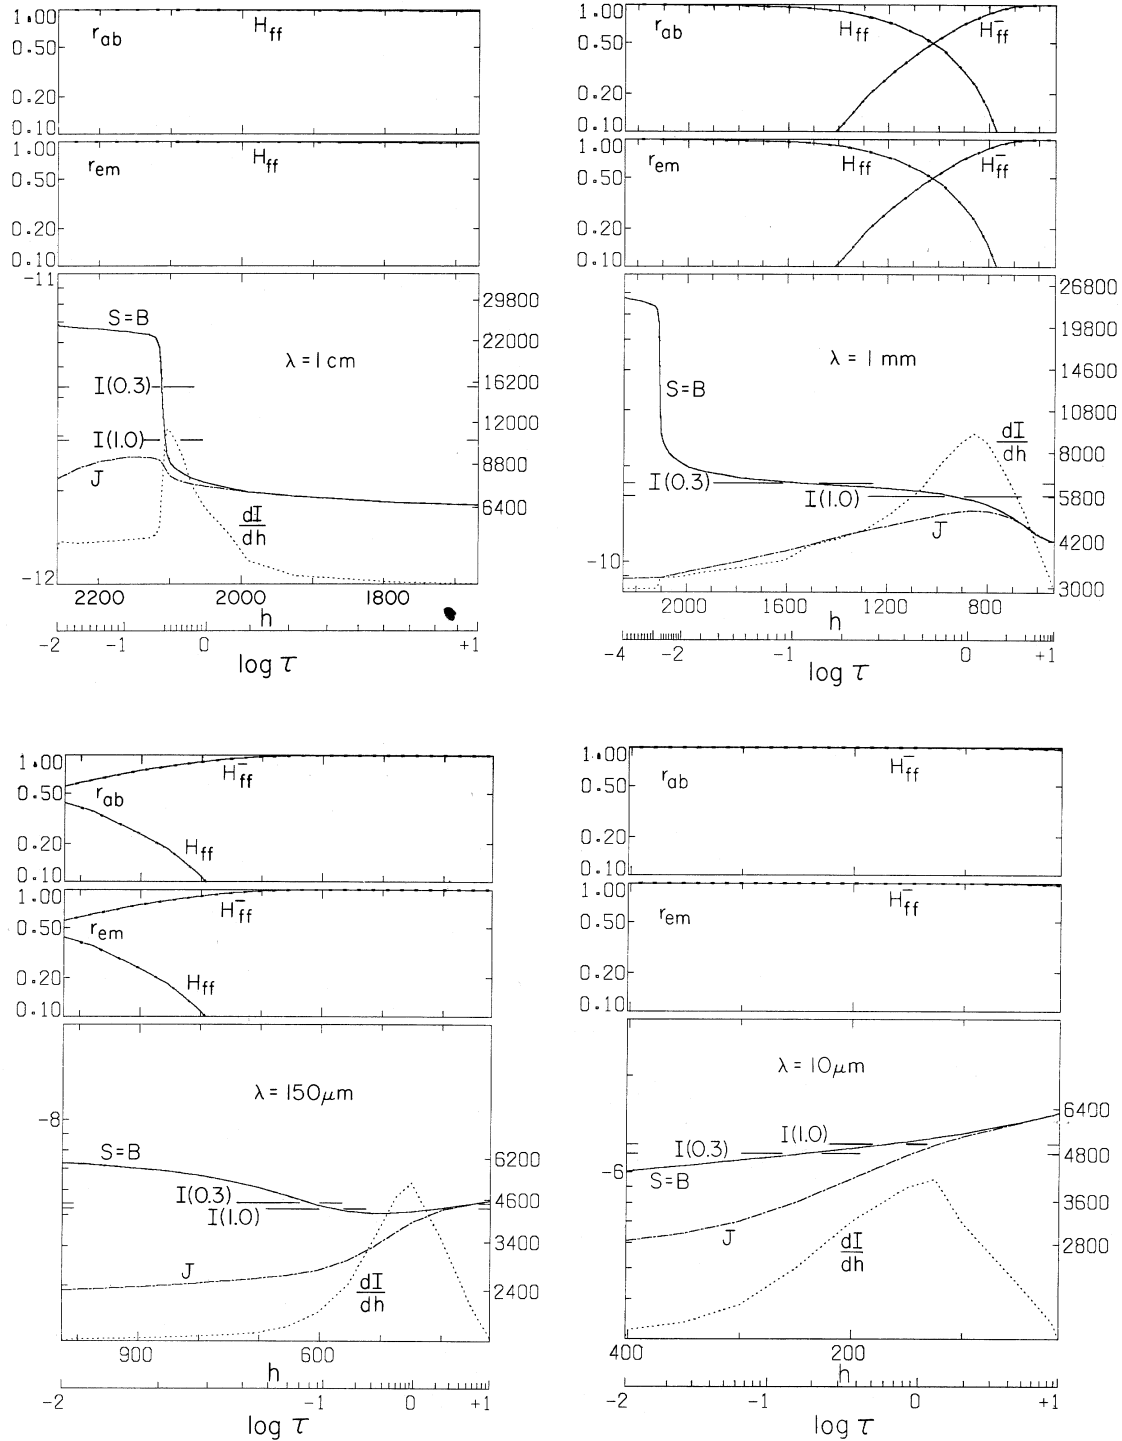 1.00
0.50
0.20
0.10
r_ab
H_ff
1.00
0.50
0.20
0.10
r_em
H_ff
-11
-12
S=B
I(0.3)
I(1.0)
J
dI
dh
λ = 1 cm
29800
22000
16200
12000
8800
6400
2200 2000 1800
h
-2 -1 0 +1
log τ
1.00
0.50
0.20
0.10
r_ab
H_ff
H⁻_ff
1.00
0.50
0.20
0.10
r_em
H_ff
H⁻_ff
-10
S=B
λ = 1 mm
I(0.3)
I(1.0)
J
dI
dh
26800
19800
14600
10800
8000
5800
4200
3000
2000 1600 1200 800
h
-4 -2 -1 0 +1
log τ
1.00
0.50
0.20
0.10
r_ab
H⁻_ff
H_ff
1.00
0.50
0.20
0.10
r_em
H⁻_ff
H_ff
-8
λ = 150μm
S=B
I(0.3)
I(1.0)
J
dI
dh
6200
4600
3400
2400
900 600
h
-2 -1 0 +1
log τ
1.00
0.50
0.20
0.10
r_ab
H⁻_ff
1.00
0.50
0.20
0.10
r_em
H⁻_ff
-6
λ = 10μm
I(1.0)
I(0.3)
S=B
J
dI
dh
6400
4800
3600
2800
400 200
h
-2 -1 0 +1
log τ